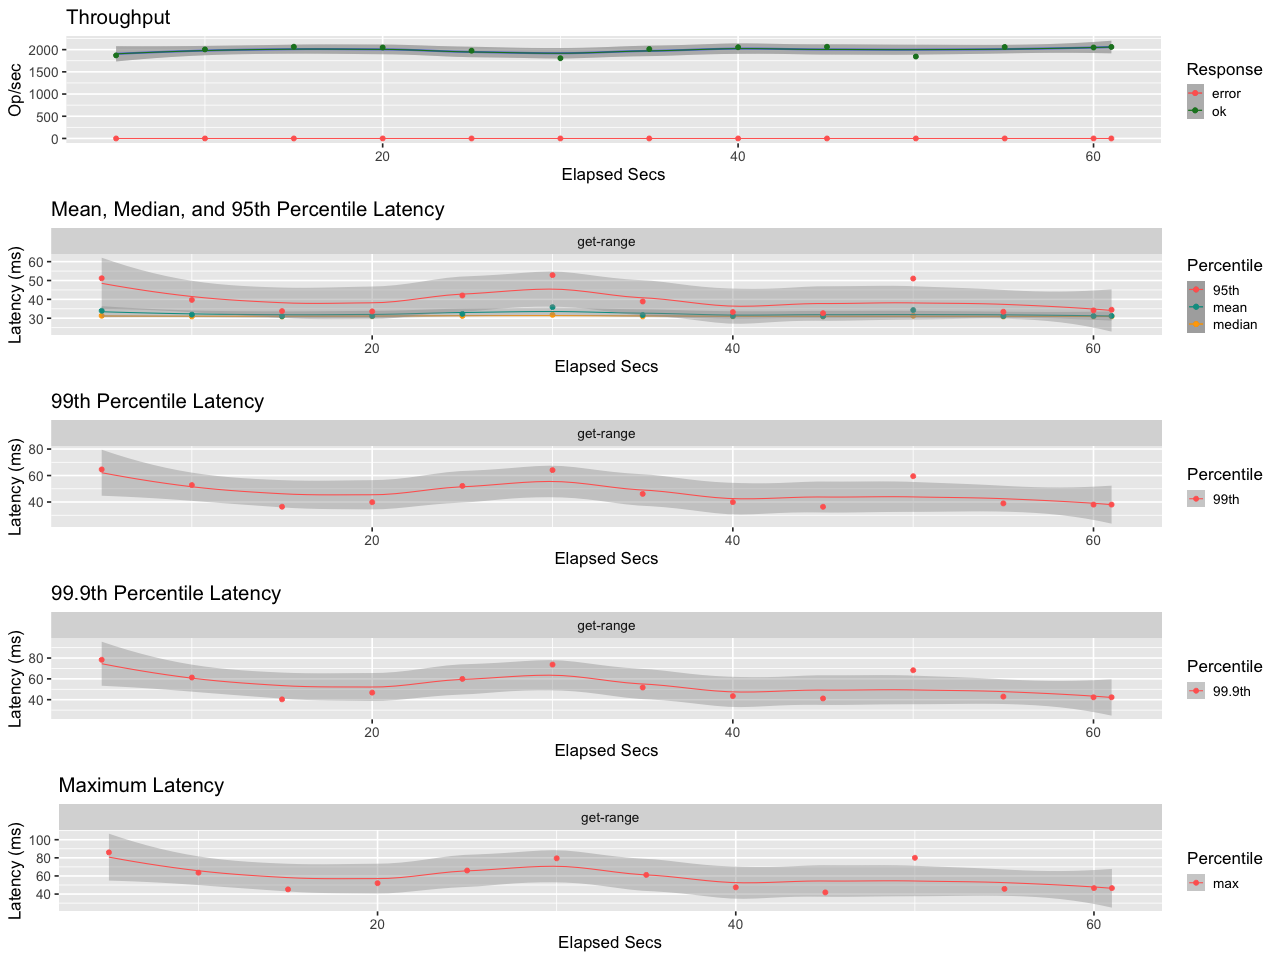 Throughput
Op/sec
2000
1500
1000
500
0
20 40 60
Elapsed Secs
Response
error
ok
Mean, Median, and 95th Percentile Latency
get-range
Latency (ms)
60
50
40
30
20 40 60
Elapsed Secs
Percentile
95th
mean
median
99th Percentile Latency
get-range
Latency (ms)
80
60
40
20 40 60
Elapsed Secs
Percentile
99th
99.9th Percentile Latency
get-range
Latency (ms)
80
60
40
20 40 60
Elapsed Secs
Percentile
99.9th
Maximum Latency
get-range
Latency (ms)
100
80
60
40
20 40 60
Elapsed Secs
Percentile
max